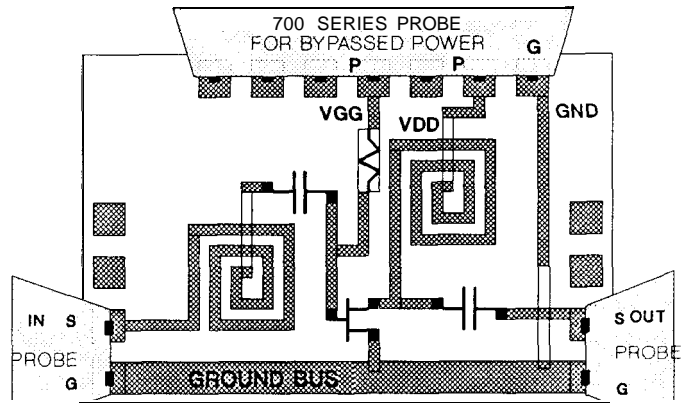 700 SERIES PROBE
FOR BYPASSED POWER
G
P P
VGG
VDD
GND
IN S
PROBE
G
S OUT
PROBE
G
GROUND BUS